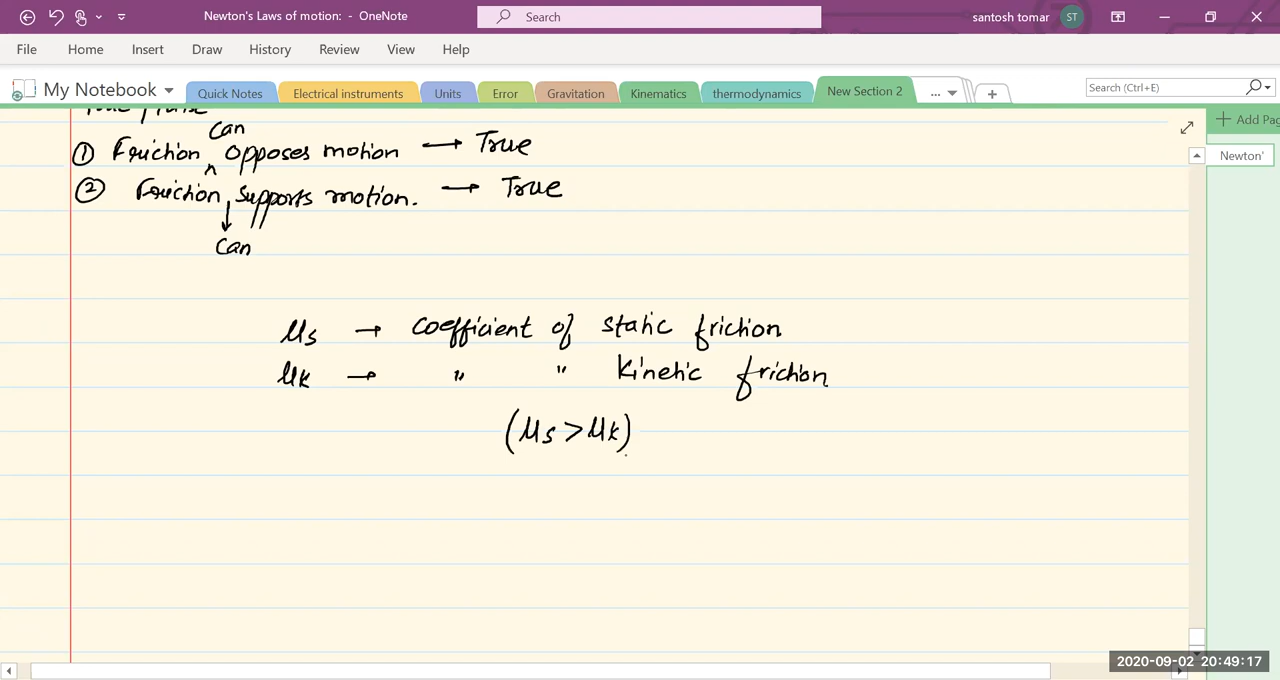 Newton's Laws of motion: - OneNote
Search
santosh tomar ST
File Home Insert Draw History Review View Help
My Notebook Quick Notes Electrical instruments Units Error Gravitation Kinematics thermodynamics New Section 2 ... + Search (Ctrl+E)
+ Add Pag
Newton'
can
① Friction ^ opposes motion → True
② Friction supports motion. → True
↓
can
μs → coefficient of static friction
μk → " " Kinetic friction
(μs > μk)
2020-09-02 20:49:17